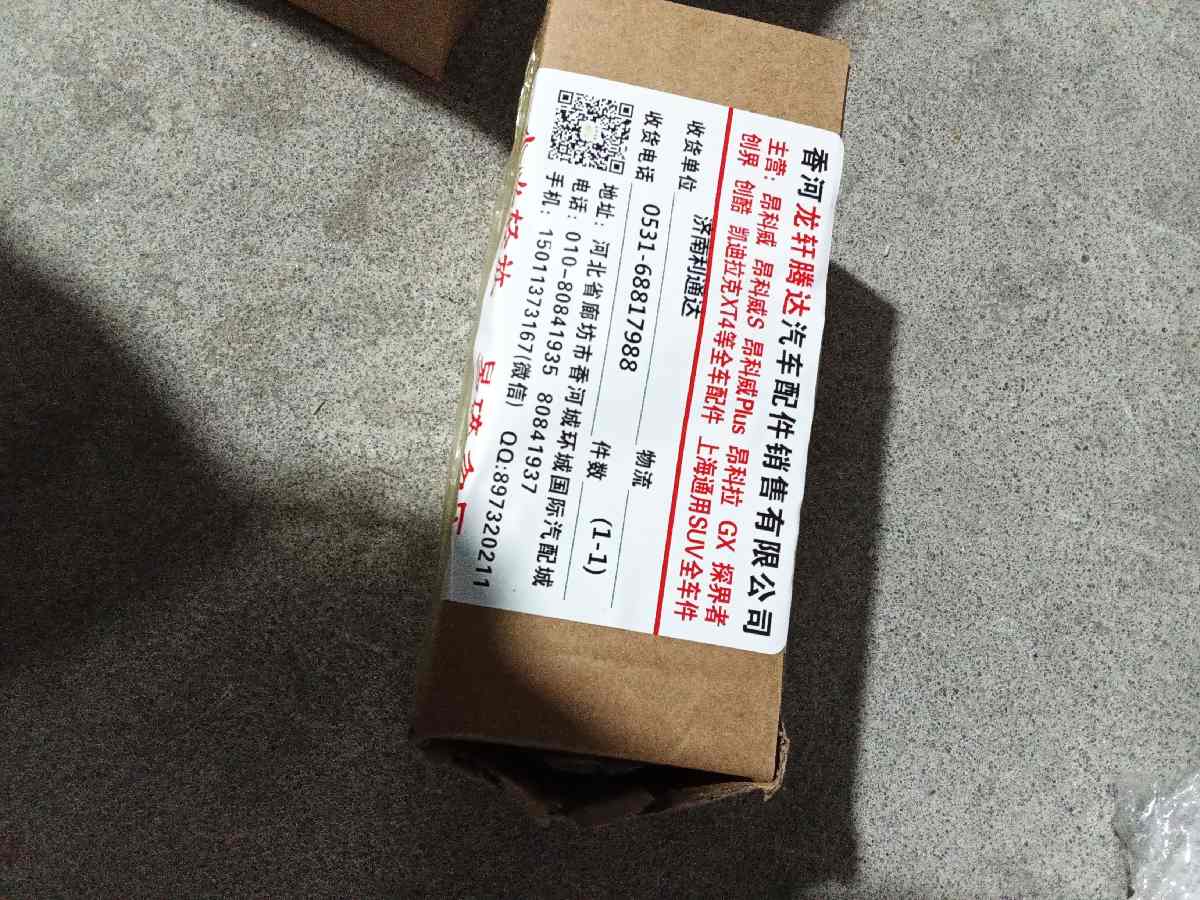 香河龙轩腾达汽车配件销售有限公司
主营：昂科威 昂科威S 昂科威Plus 昂科拉 GX 探界者
创界 创酷 凯迪拉克XT4等全车配件 上海通用SUV全车件
收货单位 济南利通达 物流
收货电话 0531-68817988 件数 (1-1)
地址：河北省廊坊市香河城环城国际汽配城
电话：010-80841935 80841937
手机：15011373167(微信) QQ:897320211